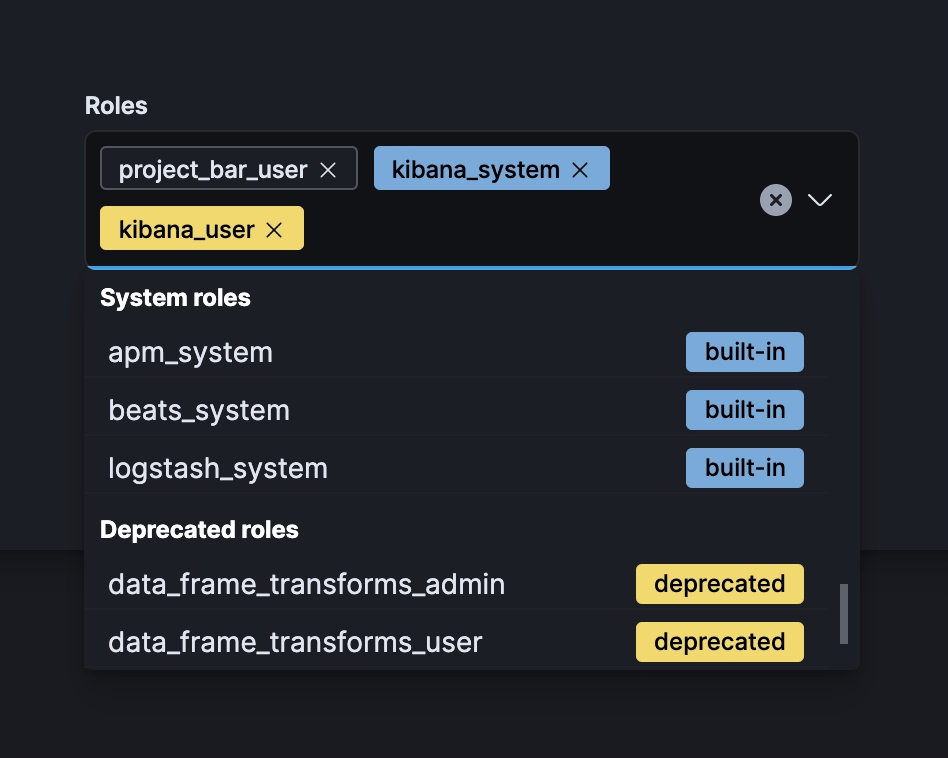 Roles
project_bar_user
kibana_system
kibana_user
System roles
apm_system built-in
beats_system built-in
logstash_system built-in
Deprecated roles
data_frame_transforms_admin deprecated
data_frame_transforms_user deprecated